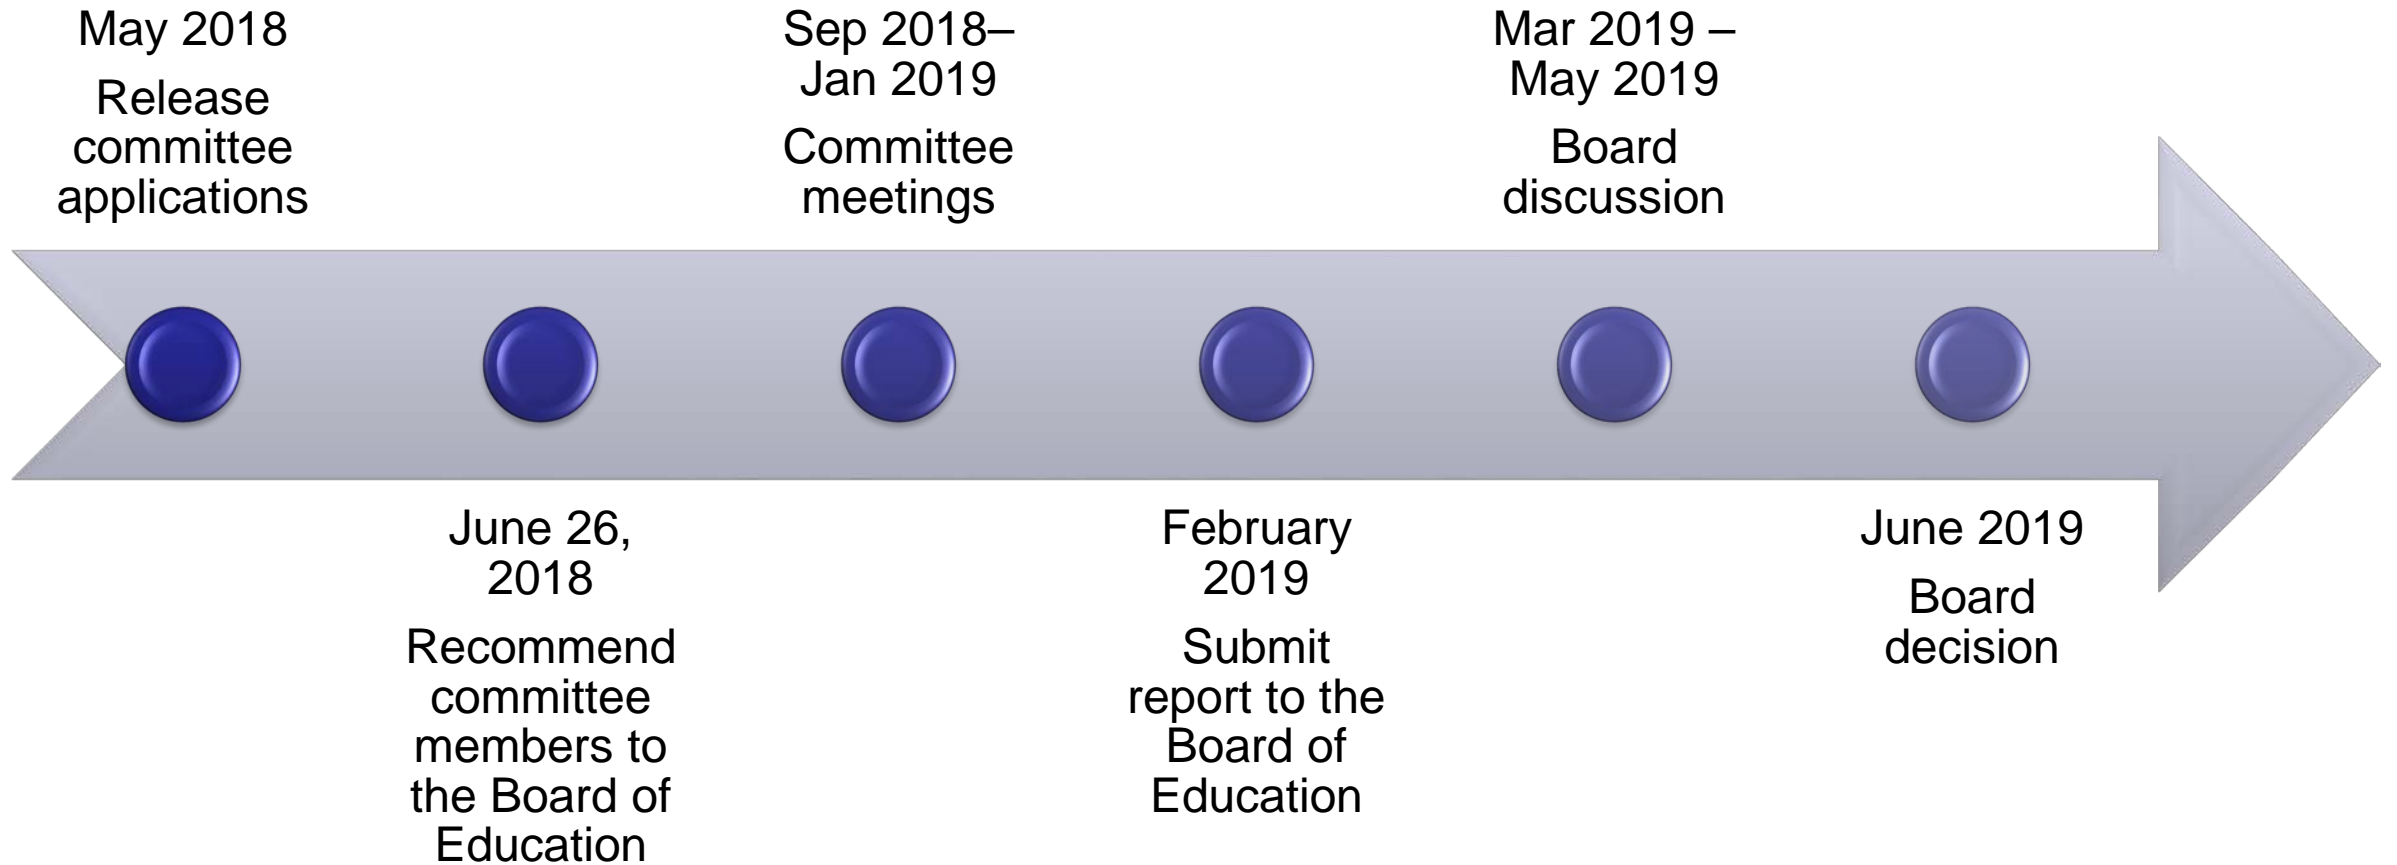 May 2018
Release
committee
applications
June 26,
2018
Recommend
committee
members to
the Board of
Education
Sep 2018–
Jan 2019
Committee
meetings
February
2019
Submit
report to the
Board of
Education
Mar 2019 –
May 2019
Board
discussion
June 2019
Board
decision